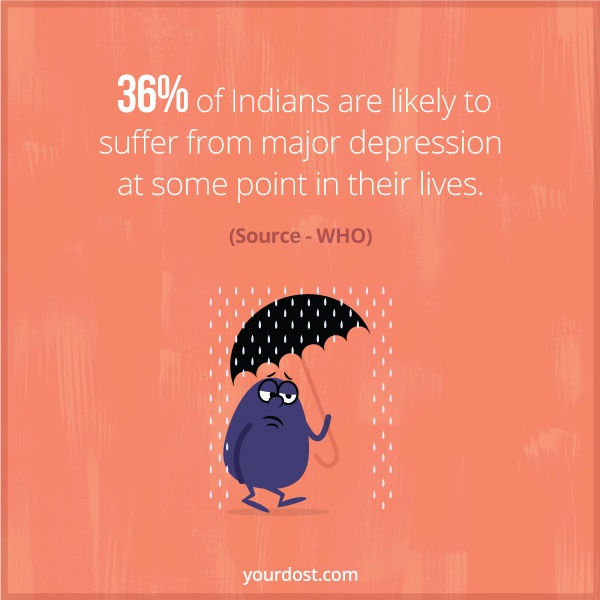 36% of Indians are likely to
suffer from major depression
at some point in their lives.
(Source - WHO)
yourdost.com